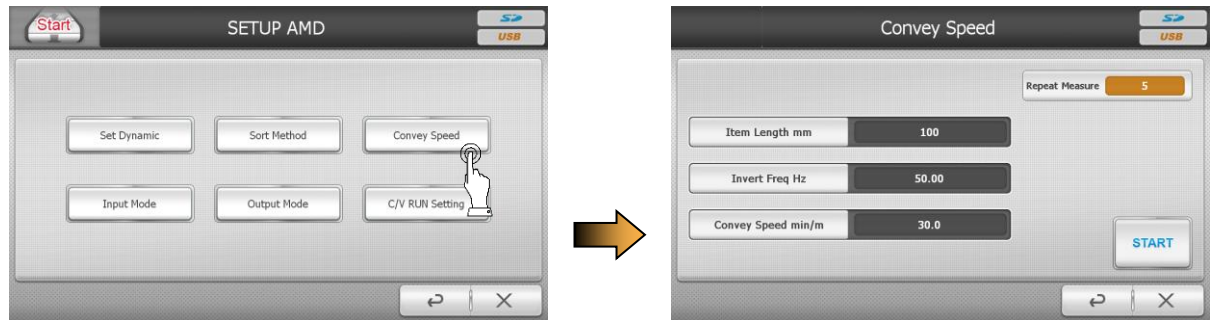 Start
SETUP AMD
SD
USB
Set Dynamic
Sort Method
Convey Speed
Input Mode
Output Mode
C/V RUN Setting
Convey Speed
SD
USB
Repeat Measure 5
Item Length mm 100
Invert Freq Hz 50.00
Convey Speed min/m 30.0
START